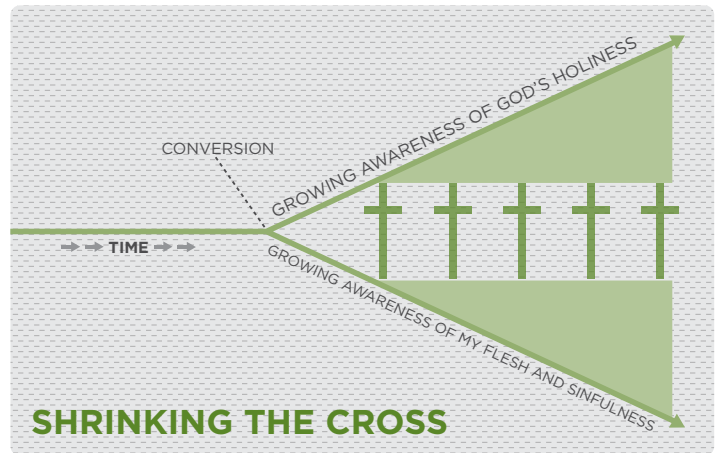 GROWING AWARENESS OF GOD'S HOLINESS
CONVERSION
TIME
GROWING AWARENESS OF MY FLESH AND SINFULNESS
SHRINKING THE CROSS